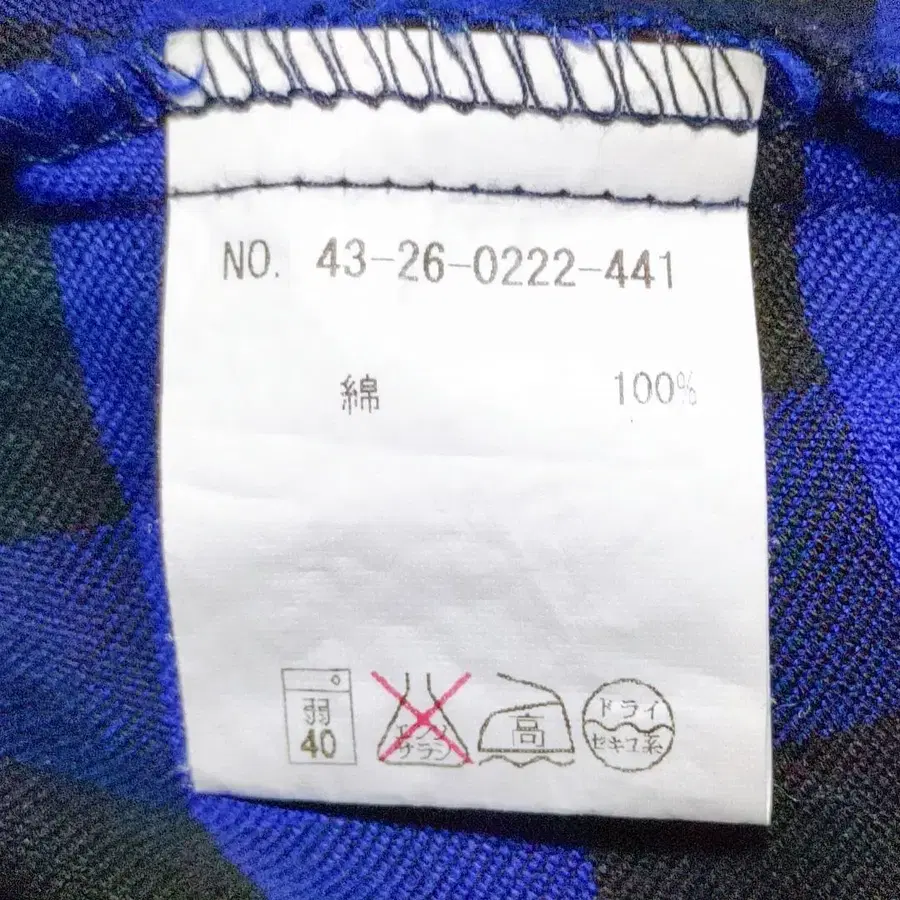 NO. 43-26-0222-441
綿 100%
弱
40
エンソ
サラシ
高
ドライ
セキユ系